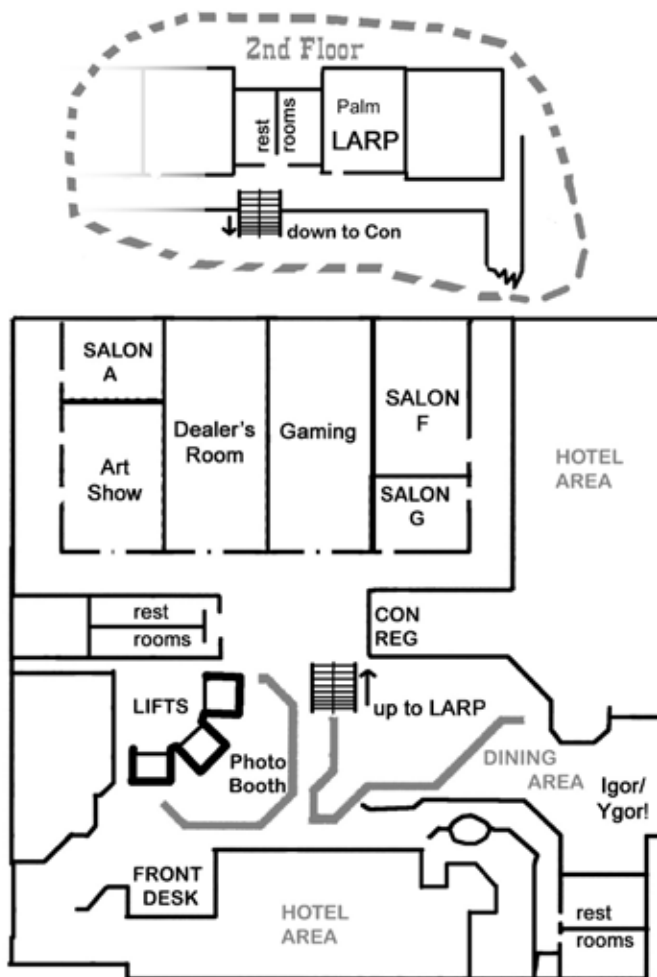 2nd Floor
Palm
LARP
rest
rooms
down to Con
SALON
A
Dealer's
Room
Gaming
SALON
F
Art
Show
SALON
G
HOTEL
AREA
rest
rooms
CON
REG
LIFTS
up to LARP
Photo
Booth
DINING
AREA
Igor/
Ygor!
FRONT
DESK
HOTEL
AREA
rest
rooms